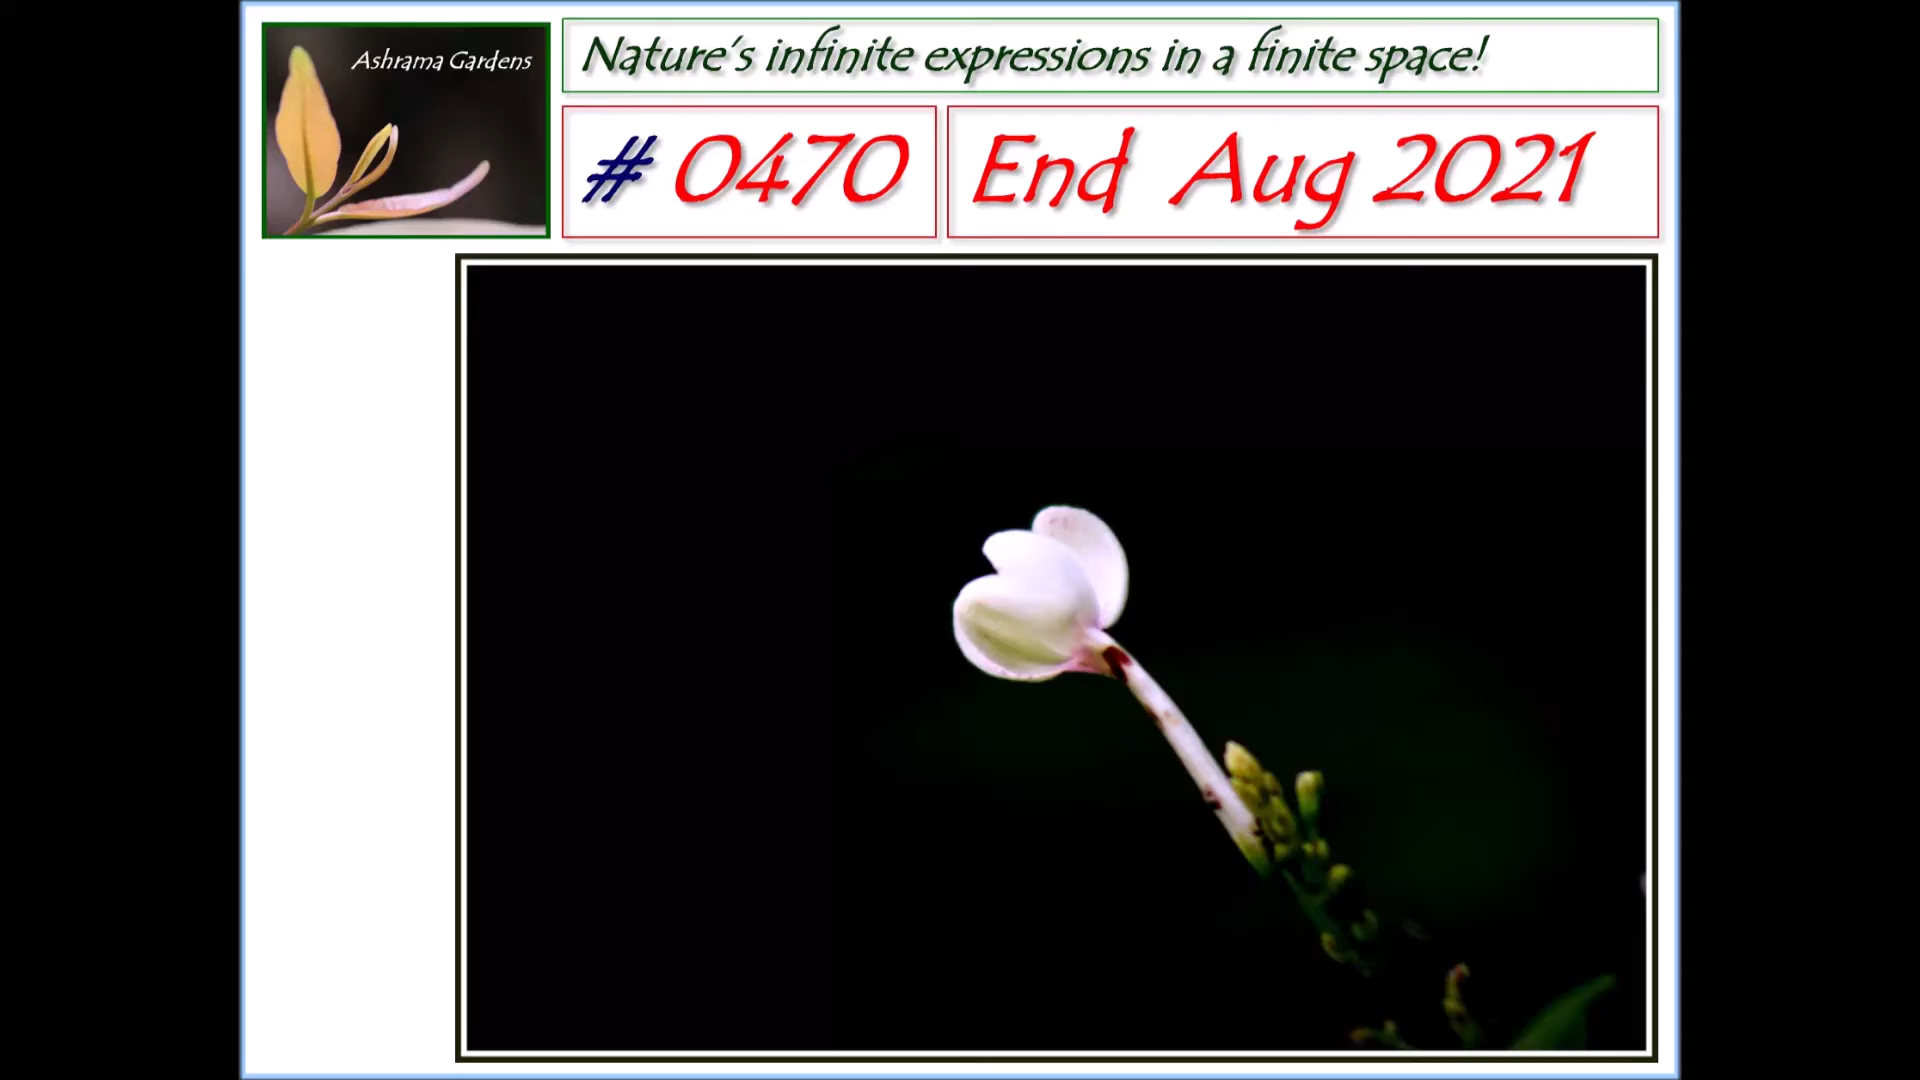 Ashrama Gardens
Nature's infinite expressions in a finite space!
# 0470
End Aug 2021